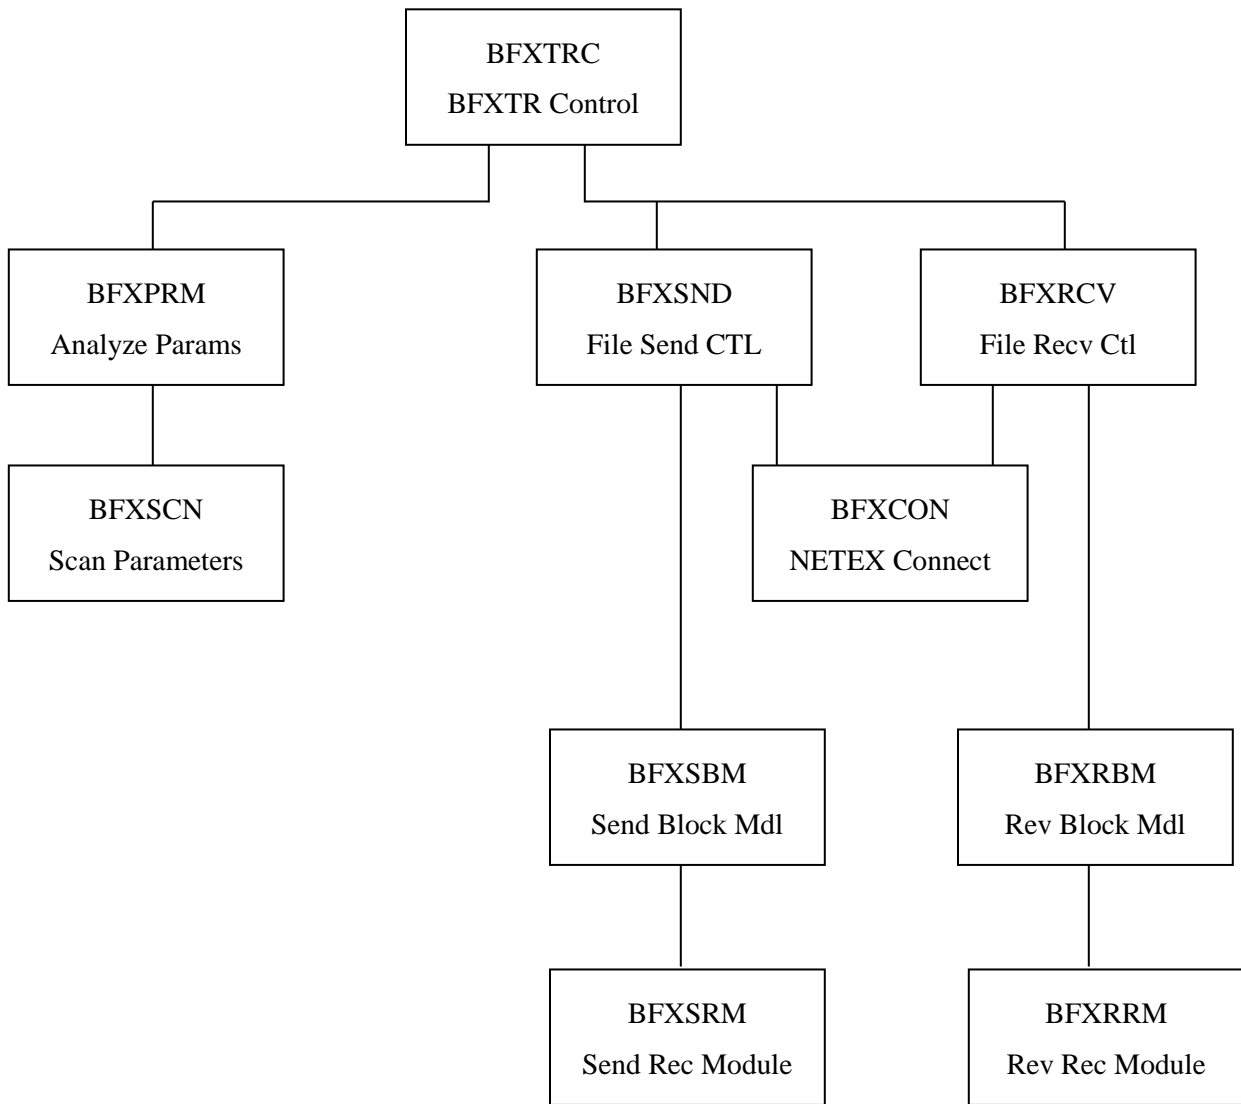 BFXTRC
BFXTR Control
BFXPRM
Analyze Params
BFXSND
File Send CTL
BFXRCV
File Recv Ctl
BFXSCN
Scan Parameters
BFXCON
NETEX Connect
BFXSBM
Send Block Mdl
BFXRBM
Rev Block Mdl
BFXSRM
Send Rec Module
BFXRRM
Rev Rec Module